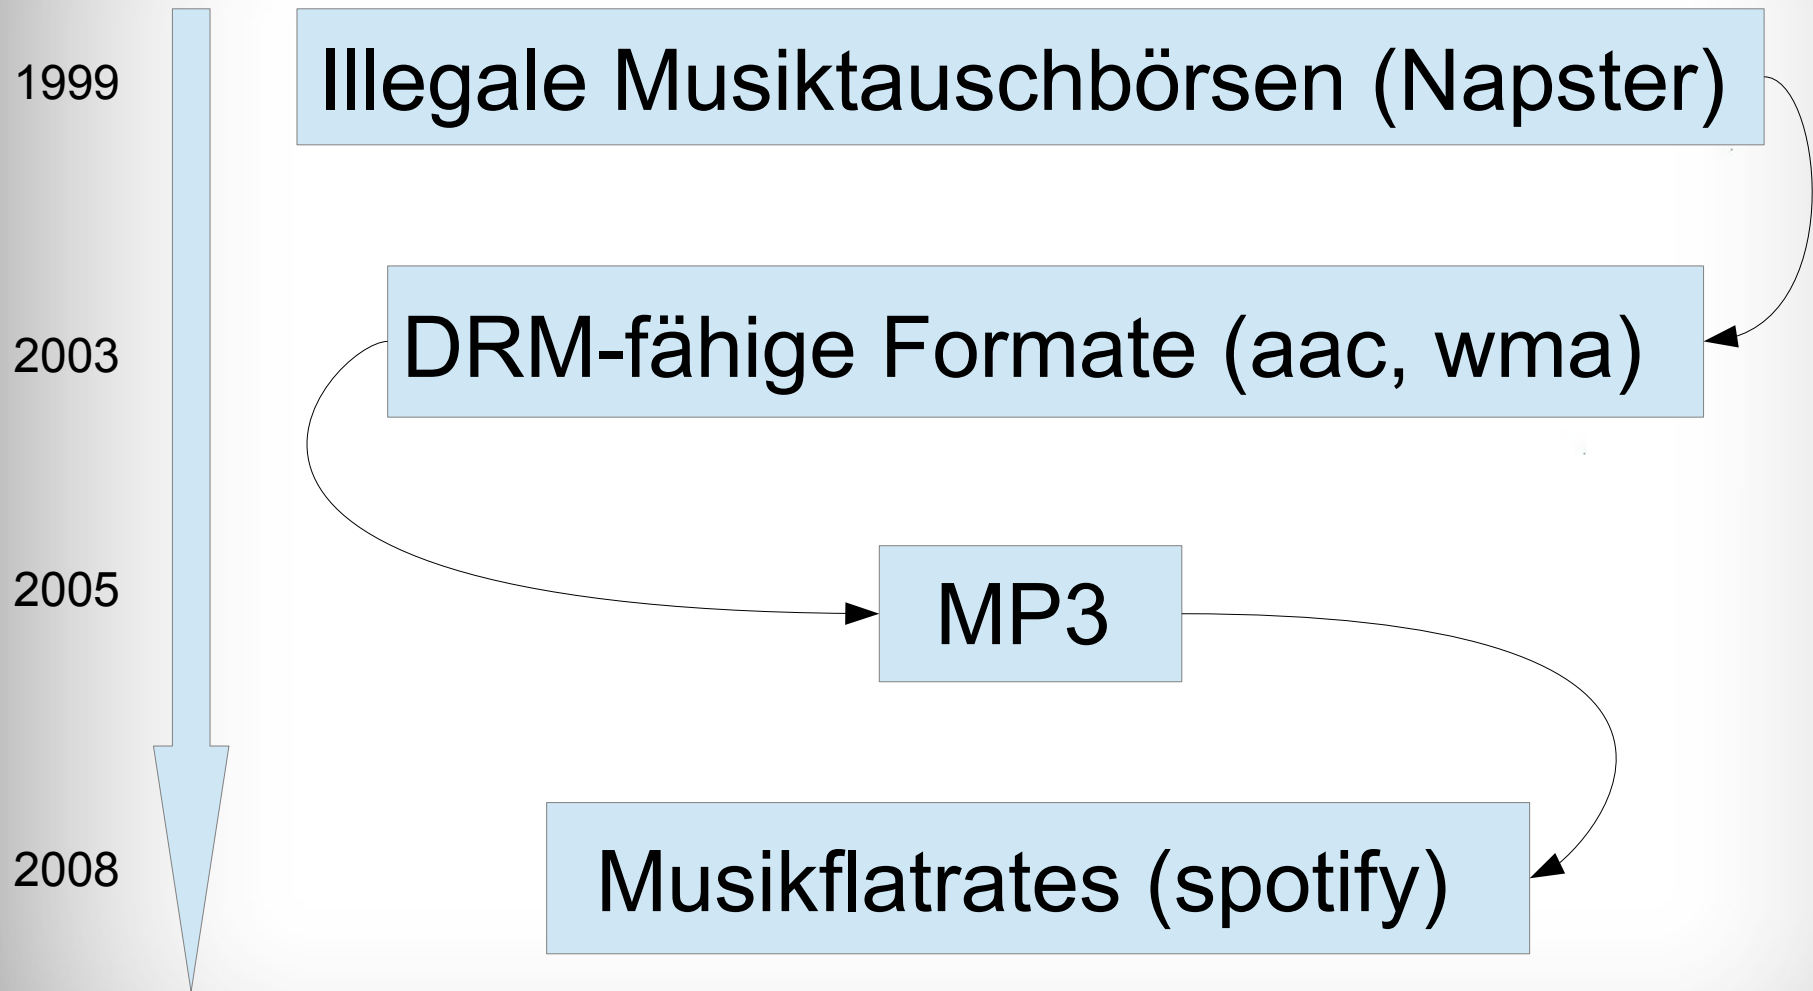 1999
Illegale Musiktauschbörsen (Napster)
2003
DRM-fähige Formate (aac, wma)
2005
MP3
2008
Musikflatrates (spotify)